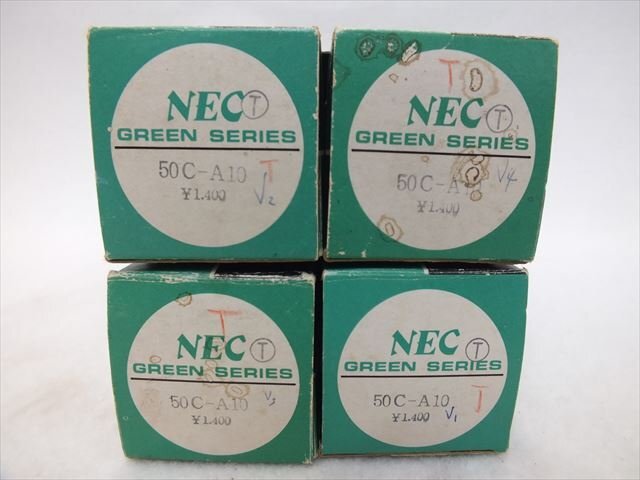 NEC Ⓣ
GREEN SERIES
50C-A10 T
¥1.400 V2
T
NEC Ⓣ
GREEN SERIES
50C-A10 V4
¥1.400
T
NEC Ⓣ
GREEN SERIES
50C-A10 V3
¥1.400
NEC Ⓣ
GREEN SERIES
50C-A10 T
¥1.400 V1